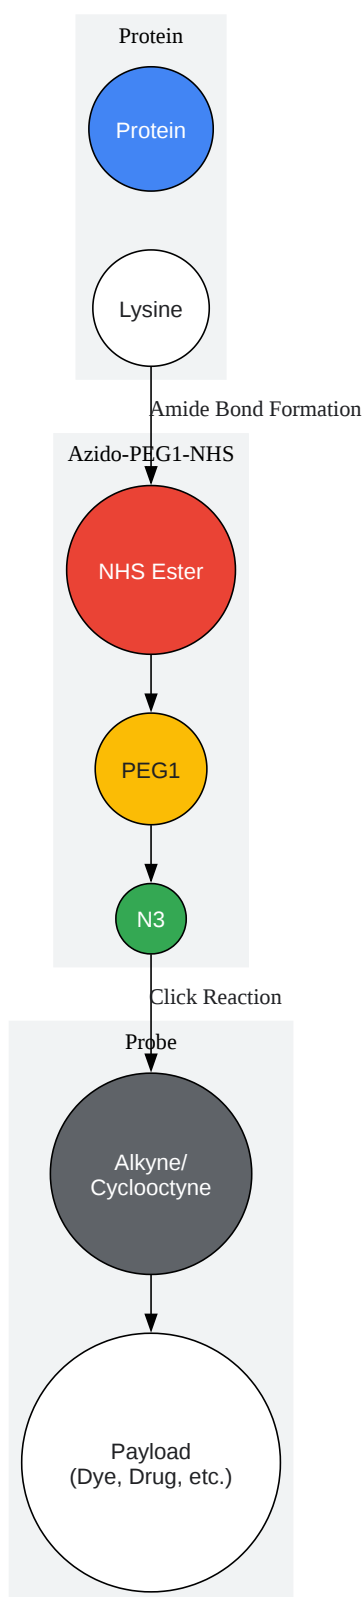 Protein
Protein
Lysine
Amide Bond Formation
Azido-PEG1-NHS
NHS Ester
PEG1
N3
Click Reaction
Probe
Alkyne/
Cyclooctyne
Payload
(Dye, Drug, etc.)